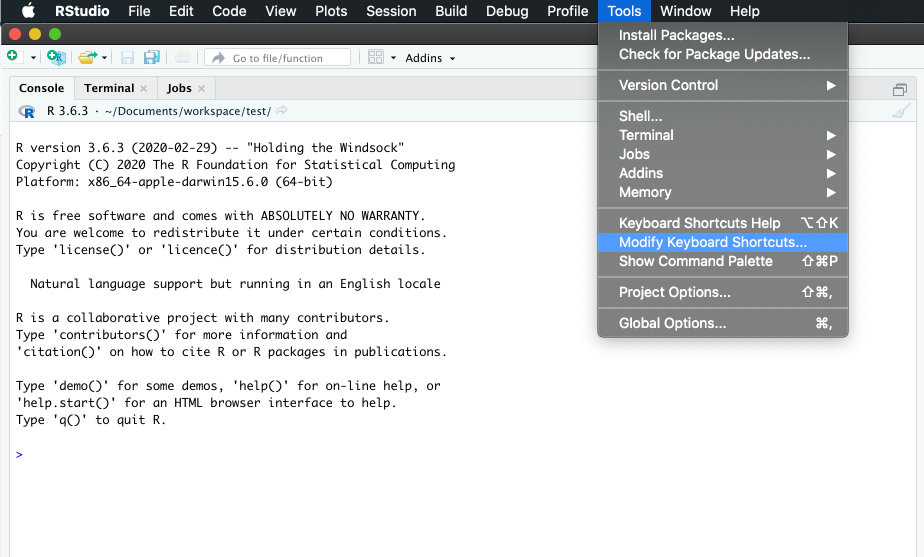 RStudio File Edit Code View Plots Session Build Debug Profile Tools Window Help
Go to file/function Addins
Console Terminal Jobs
R R 3.6.3 · ~/Documents/workspace/test/
R version 3.6.3 (2020-02-29) -- "Holding the Windsock"
Copyright (C) 2020 The R Foundation for Statistical Computing
Platform: x86_64-apple-darwin15.6.0 (64-bit)
R is free software and comes with ABSOLUTELY NO WARRANTY.
You are welcome to redistribute it under certain conditions.
Type 'license()' or 'licence()' for distribution details.
Natural language support but running in an English locale
R is a collaborative project with many contributors.
Type 'contributors()' for more information and
'citation()' on how to cite R or R packages in publications.
Type 'demo()' for some demos, 'help()' for on-line help, or
'help.start()' for an HTML browser interface to help.
Type 'q()' to quit R.
>
Install Packages...
Check for Package Updates...
Version Control
Shell...
Terminal
Jobs
Addins
Memory
Keyboard Shortcuts Help ⌥⇧K
Modify Keyboard Shortcuts...
Show Command Palette ⇧⌘P
Project Options... ⇧⌘,
Global Options... ⌘,